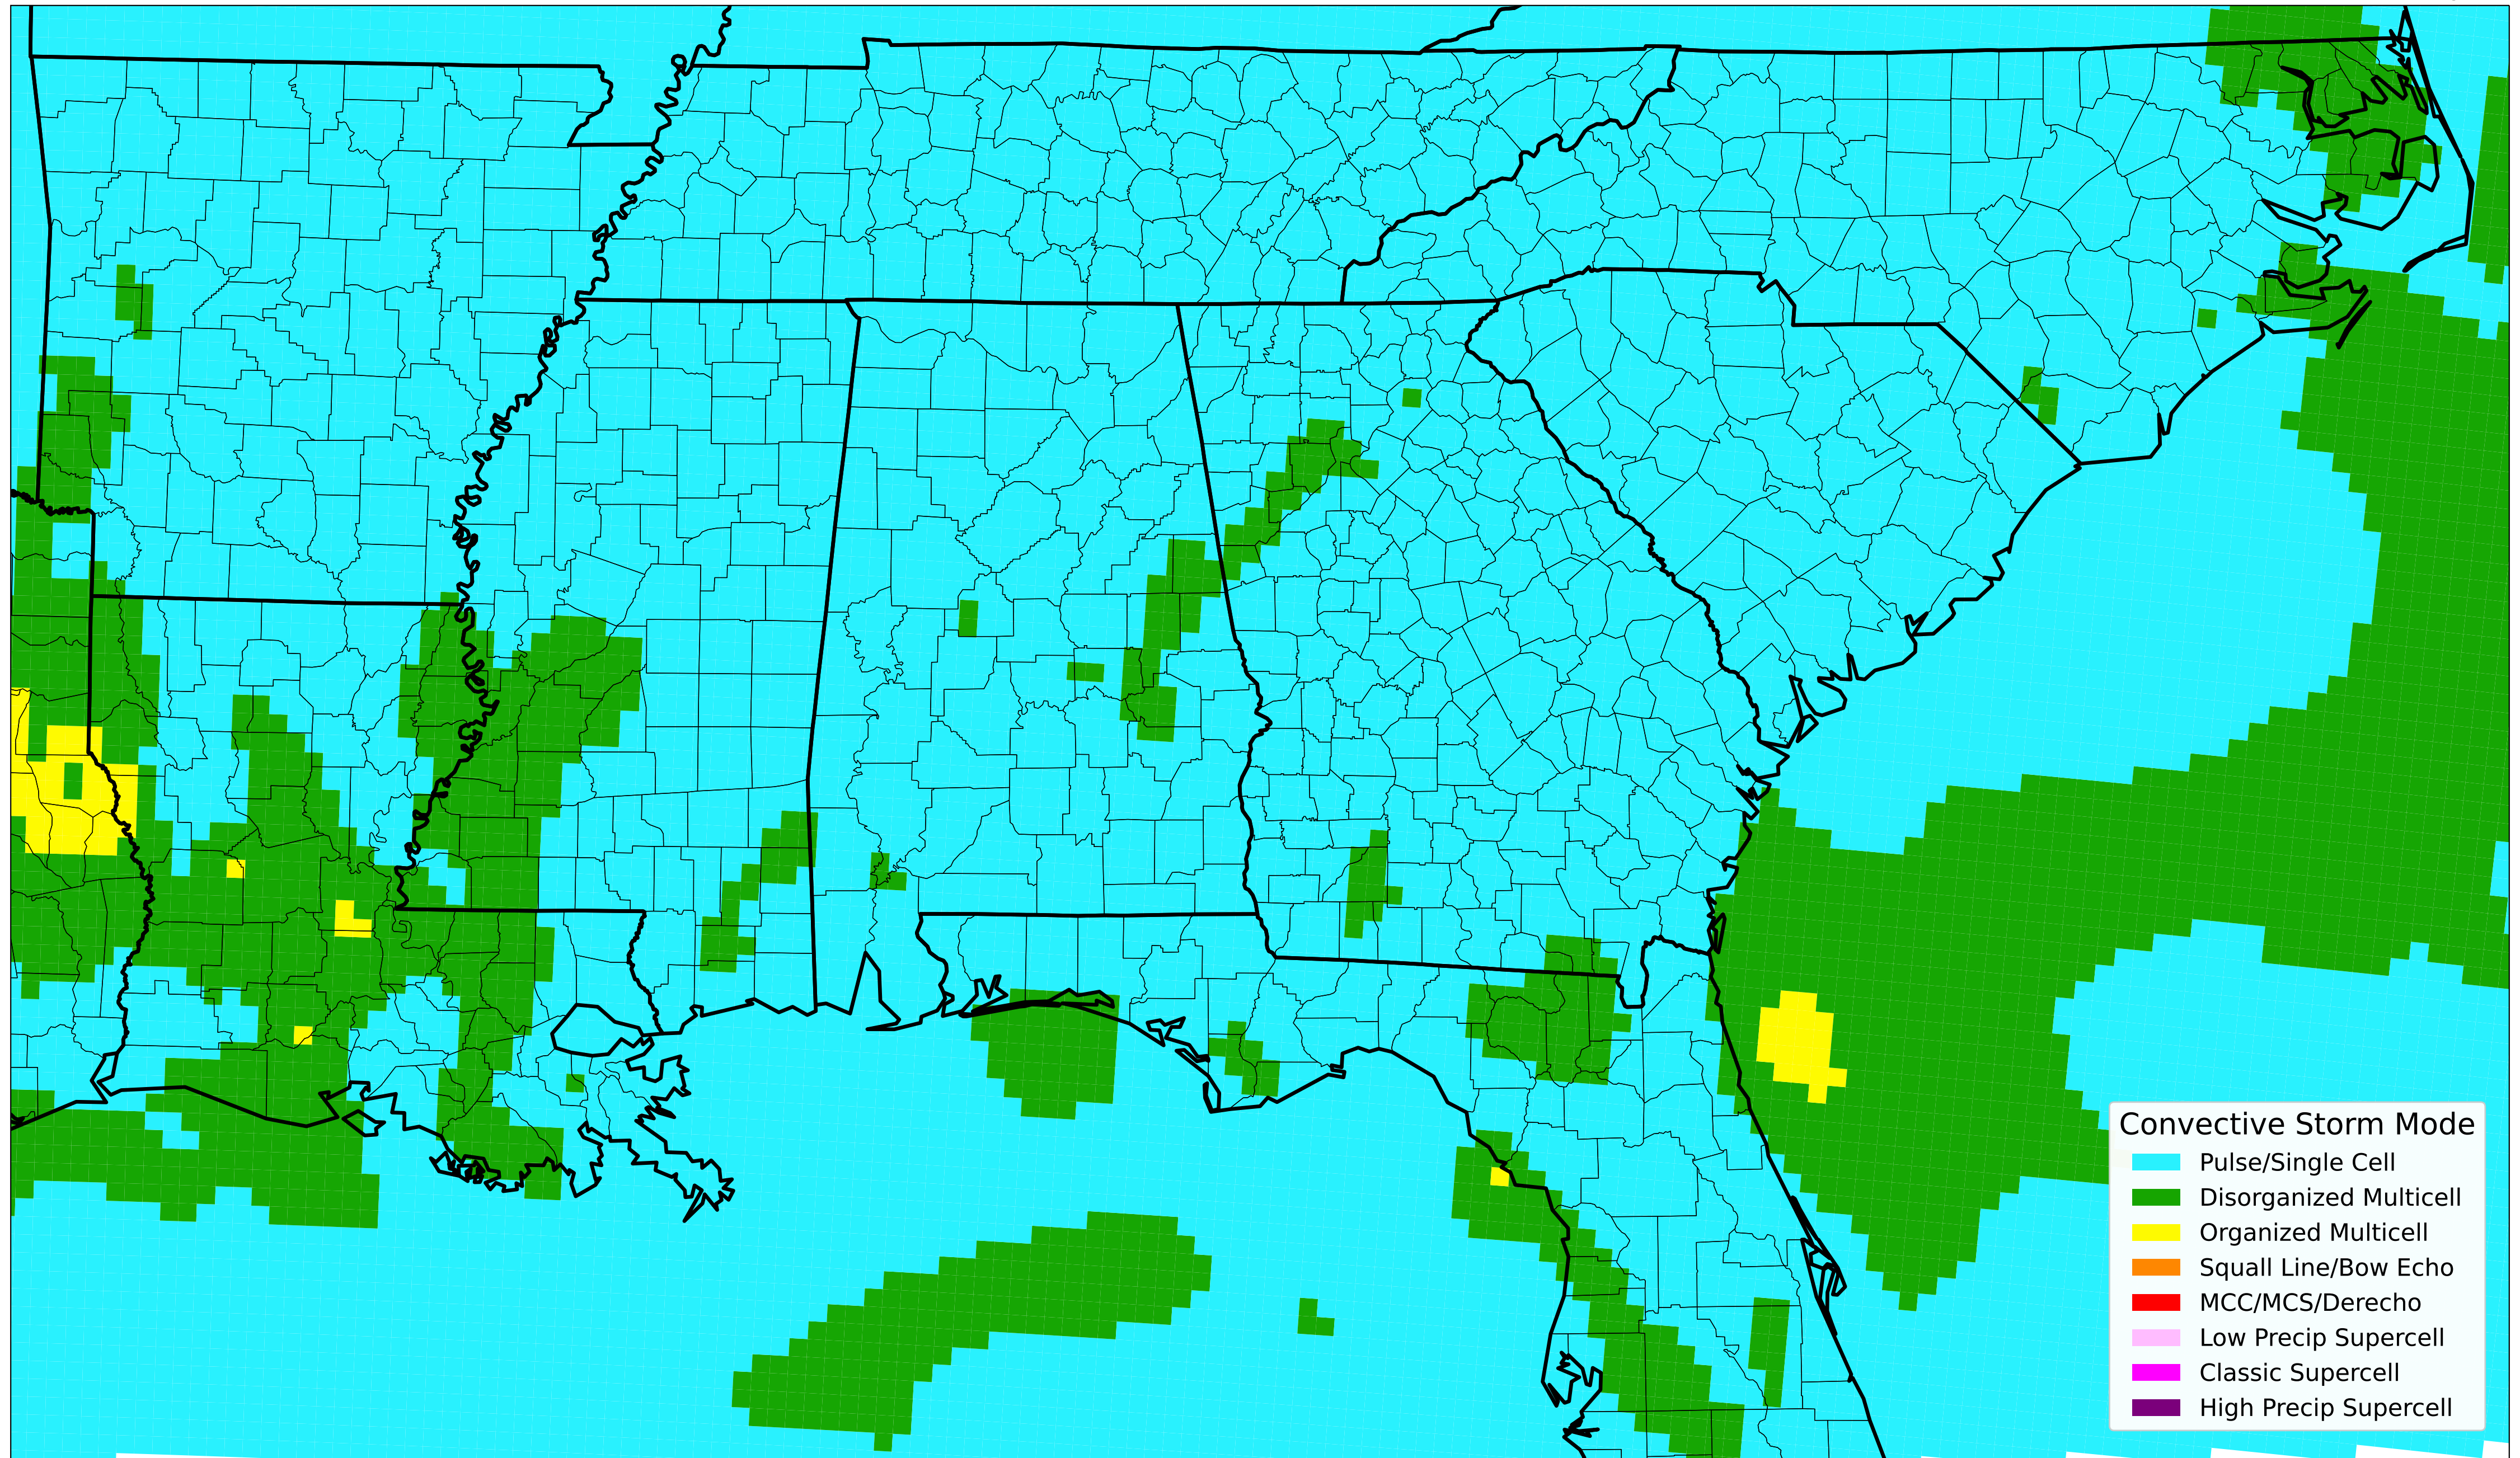 Convective Storm Mode
Pulse/Single Cell
Disorganized Multicell
Organized Multicell
Squall Line/Bow Echo
MCC/MCS/Derecho
Low Precip Supercell
Classic Supercell
High Precip Supercell